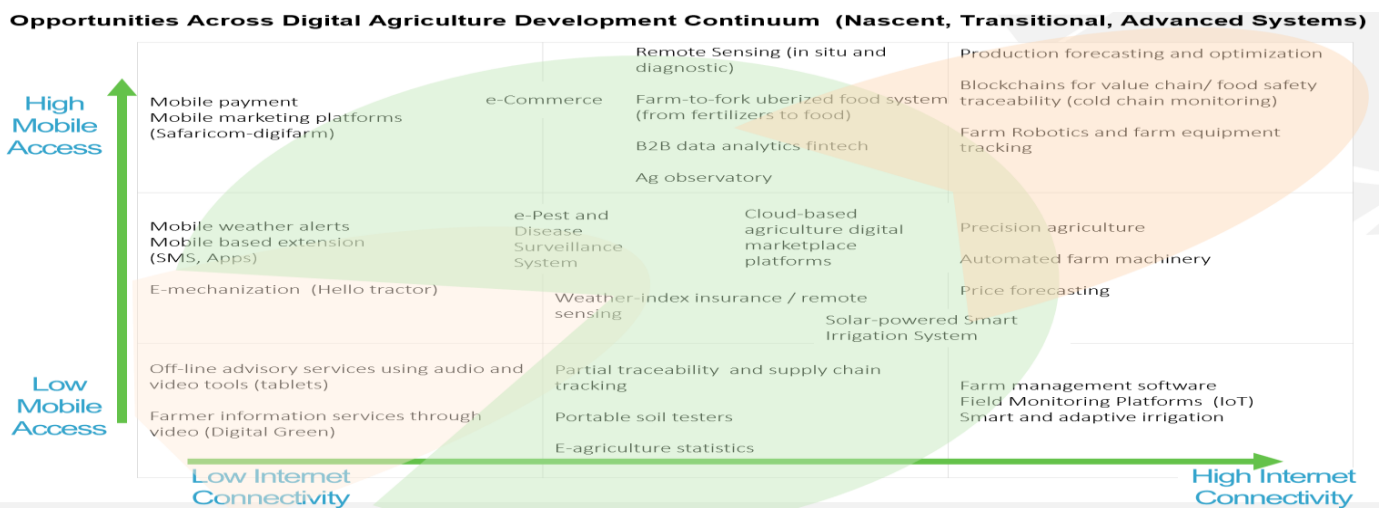 Opportunities Across Digital Agriculture Development Continuum (Nascent, Transitional, Advanced Systems)
High
Mobile
Access
Mobile payment
Mobile marketing platforms
(Safaricom-digifarm)
e-Commerce
Remote Sensing (in situ and
diagnostic)
Farm-to-fork uberized food system
(from fertilizers to food)
B2B data analytics fintech
Ag observatory
Production forecasting and optimization
Blockchains for value chain/ food safety
traceability (cold chain monitoring)
Farm Robotics and farm equipment
tracking
Mobile weather alerts
Mobile based extension
(SMS, Apps)
E-mechanization (Hello tractor)
e-Pest and
Disease
Surveillance
System
Cloud-based
agriculture digital
marketplace
platforms
Weather-index insurance / remote
sensing
Solar-powered Smart
Irrigation System
Precision agriculture
Automated farm machinery
Price forecasting
Low
Mobile
Access
Off-line advisory services using audio and
video tools (tablets)
Farmer information services through
video (Digital Green)
Partial traceability and supply chain
tracking
Portable soil testers
E-agriculture statistics
Farm management software
Field Monitoring Platforms (IoT)
Smart and adaptive irrigation
Low Internet
Connectivity
High Internet
Connectivity